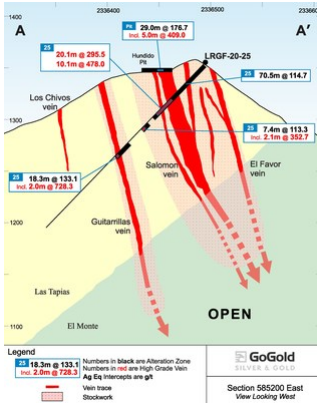 1400
2336400
2336500
2336600
A
A'
P6
29.0m @ 176.7
Incl. 5.0m @ 409.0
25
20.1m @ 295.5
10.1m @ 478.0
Hundido
Pit
LRGF-20-25
25
70.5m @ 114.7
Los Chivos
vein
1300
25
7.4m @ 113.3
Incl. 2.1m @ 352.7
25
18.3m @ 133.1
Incl. 2.0m @ 728.3
Salomon
vein
El Favor
vein
Guitarrillas
vein
1200
Las Tapias
OPEN
El Monte
1100
Legend
25
18.3m @ 133.1
Incl. 2.0m @ 728.3
Numbers in black are Alteration Zone
Numbers in red are High Grade Vein
Ag Eq Intercepts are g/t
Vein trace
Stockwork
GoGold
SILVER & GOLD
Section 585200 East
View Looking West